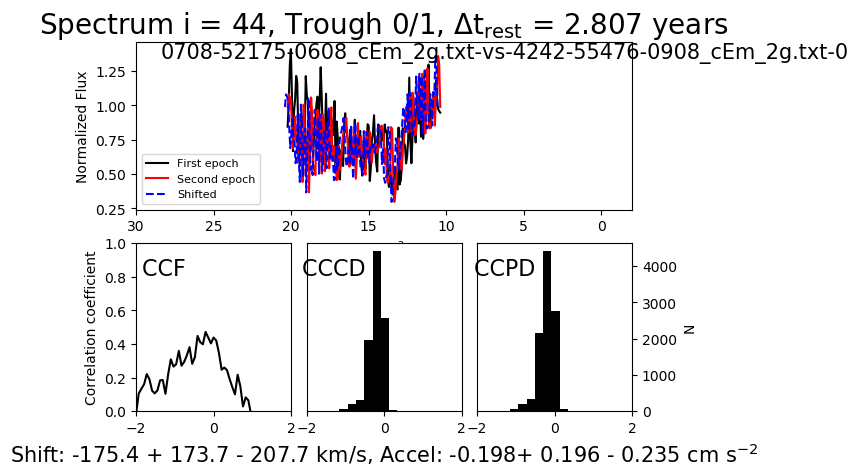 Spectrum i = 44, Trough 0/1, Δt_rest = 2.807 years
0708-52175-0608_cEm_2g.txt-vs-4242-55476-0908_cEm_2g.txt-0
Normalized Flux
1.25
1.00
0.75
0.50
0.25
First epoch
Second epoch
Shifted
30 25 20 15 10 5 0
Correlation coefficient
1.0
0.8
0.6
0.4
0.2
0.0
CCF
CCCD
CCPD
4000
3000
2000
1000
0
N
−2 0 2
−2 0 2
−2 0 2
Shift: -175.4 + 173.7 - 207.7 km/s, Accel: -0.198+ 0.196 - 0.235 cm s⁻²